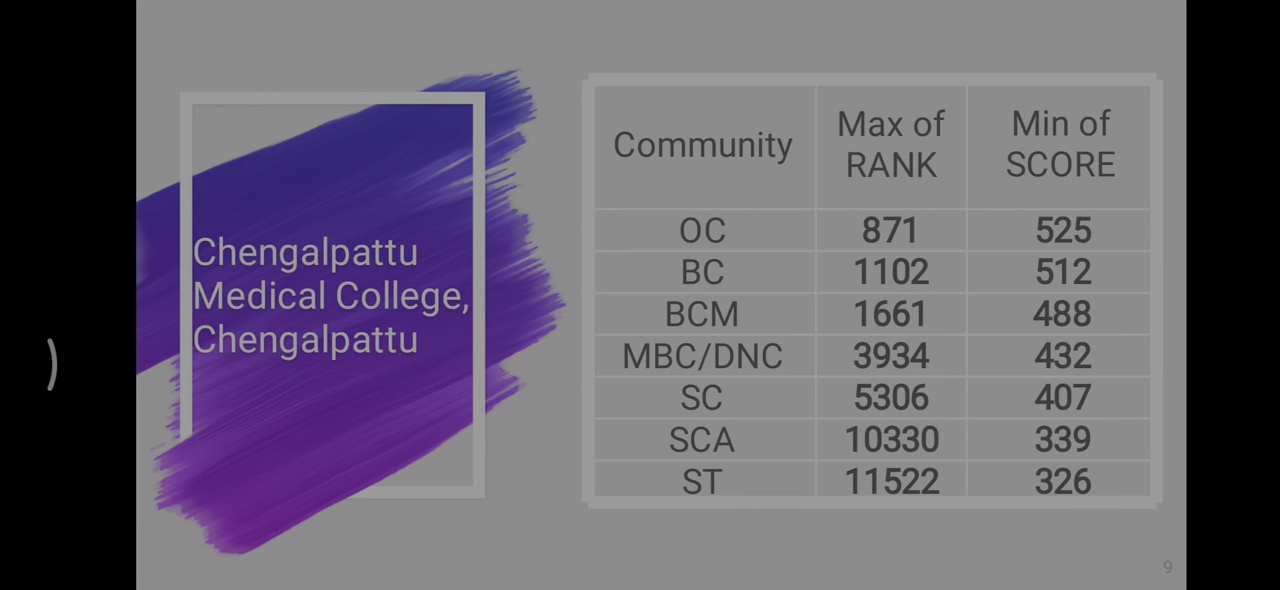 Chengalpattu
Medical College,
Chengalpattu
Community Max of RANK Min of SCORE
OC 871 525
BC 1102 512
BCM 1661 488
MBC/DNC 3934 432
SC 5306 407
SCA 10330 339
ST 11522 326
9